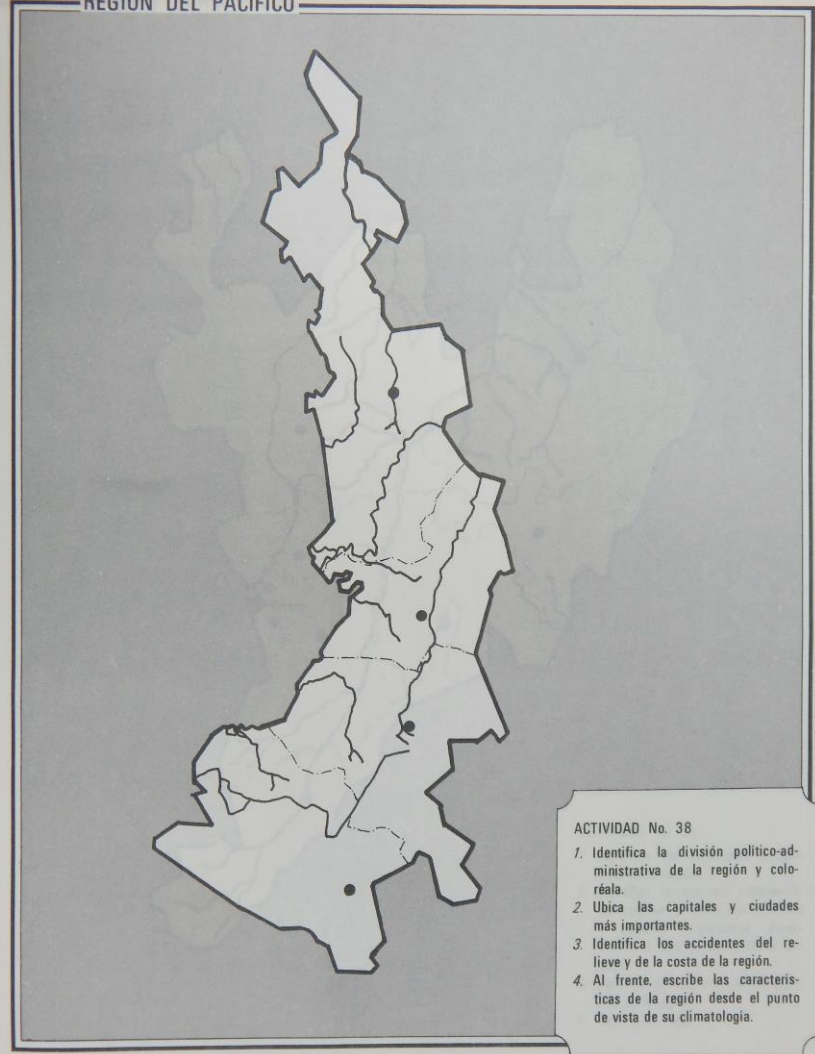 REGION DEL PACIFICO
ACTIVIDAD No. 38
1. Identifica la división político-ad-
ministrativa de la región y colo-
réala.
2. Ubica las capitales y ciudades
más importantes.
3. Identifica los accidentes del re-
lieve y de la costa de la región.
4. Al frente, escribe las caracterís-
ticas de la región desde el punto
de vista de su climatología.